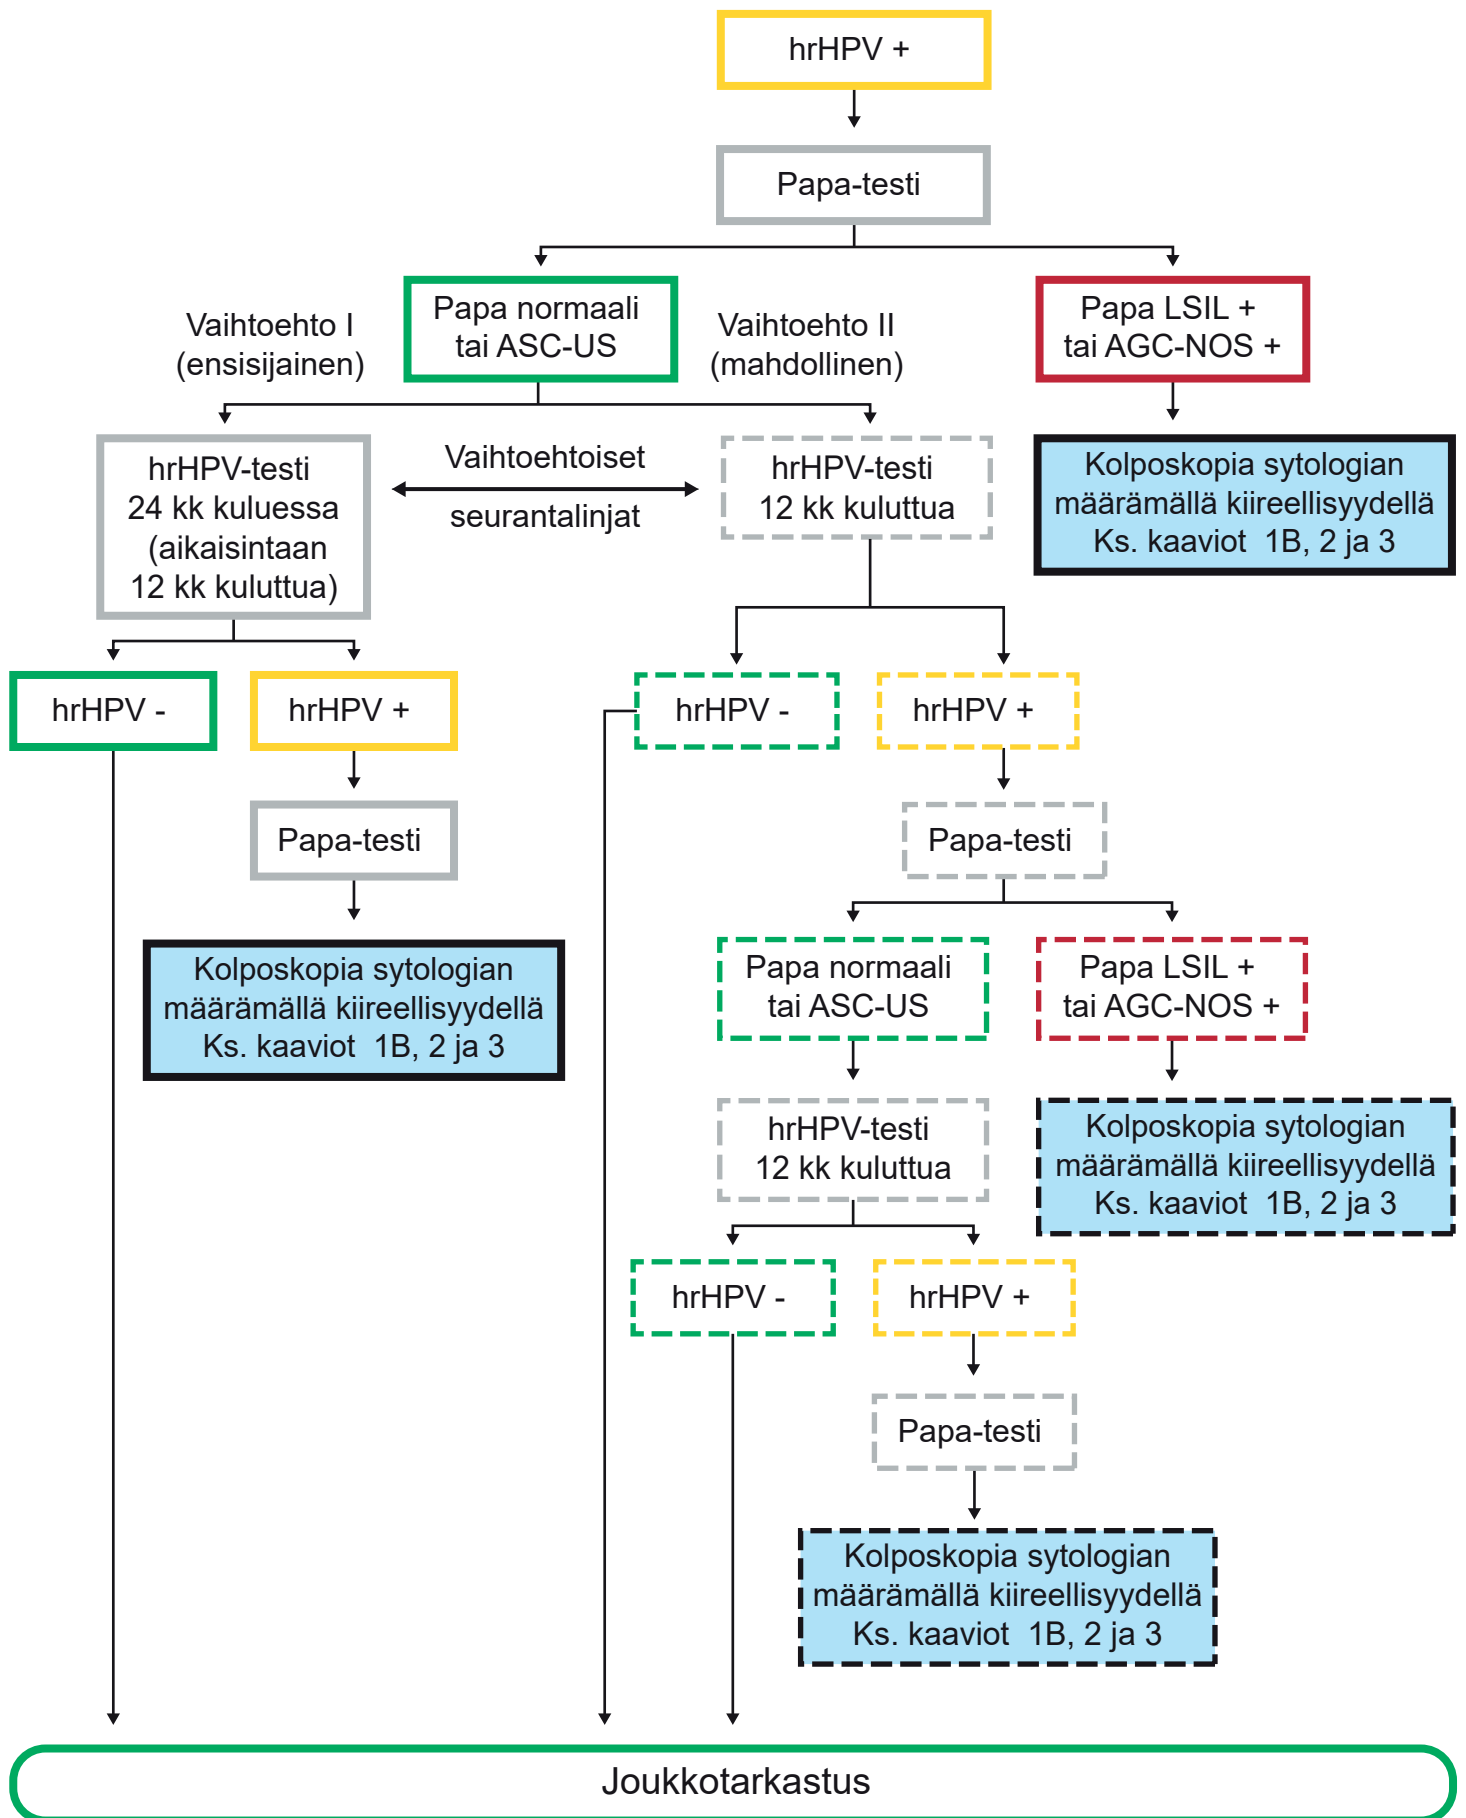 hrHPV +
Papa-testi
Papa normaali
tai ASC-US
Papa LSIL +
tai AGC-NOS +
Vaihtoehto I
(ensisijainen)
Vaihtoehto II
(mahdollinen)
hrHPV-testi
24 kk kuluessa
(aikaisintaan
12 kk kuluttua)
Vaihtoehtoiset
seurantalinjat
hrHPV-testi
12 kk kuluttua
Kolposkopia sytologian
määrämällä kiireellisyydellä
Ks. kaaviot 1B, 2 ja 3
hrHPV -
hrHPV +
hrHPV -
hrHPV +
Papa-testi
Papa-testi
Kolposkopia sytologian
määrämällä kiireellisyydellä
Ks. kaaviot 1B, 2 ja 3
Papa normaali
tai ASC-US
Papa LSIL +
tai AGC-NOS +
hrHPV-testi
12 kk kuluttua
Kolposkopia sytologian
määrämällä kiireellisyydellä
Ks. kaaviot 1B, 2 ja 3
hrHPV -
hrHPV +
Papa-testi
Kolposkopia sytologian
määrämällä kiireellisyydellä
Ks. kaaviot 1B, 2 ja 3
Joukkotarkastus